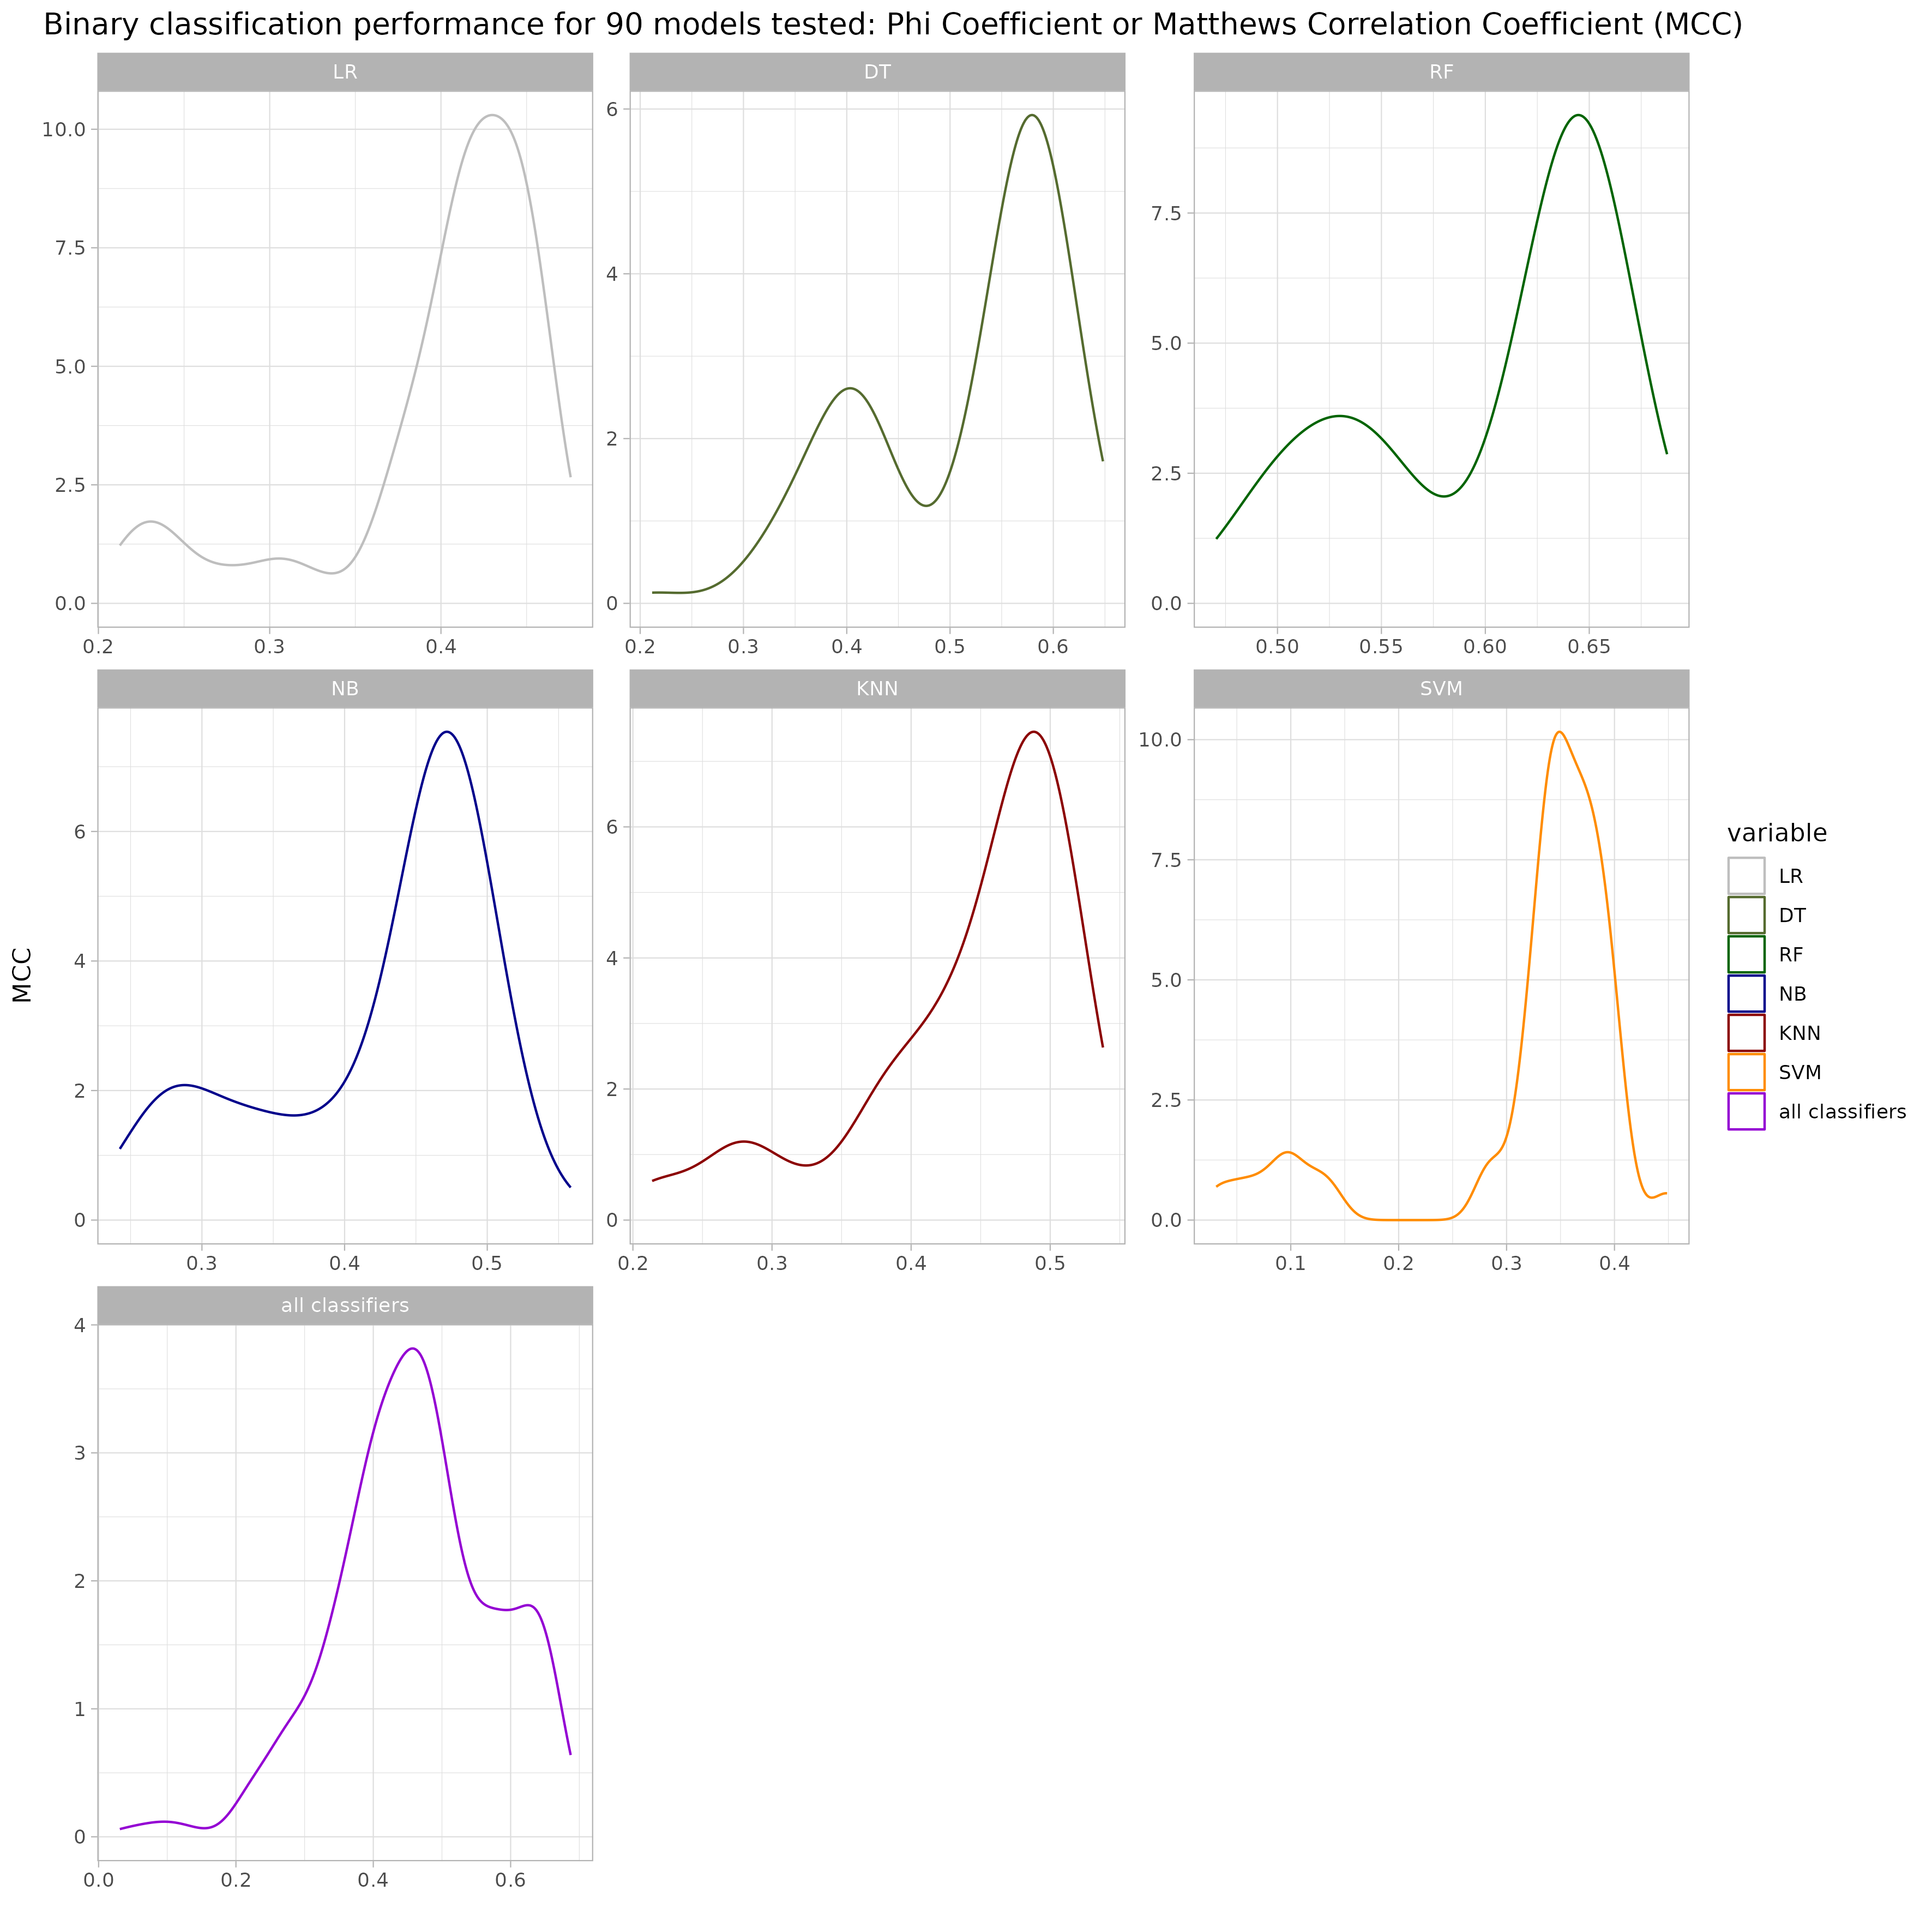 Binary classification performance for 90 models tested: Phi Coefficient or Matthews Correlation Coefficient (MCC)
LR
10.0
7.5
5.0
2.5
0.0
0.2 0.3 0.4
DT
6
4
2
0
0.2 0.3 0.4 0.5 0.6
RF
7.5
5.0
2.5
0.0
0.50 0.55 0.60 0.65
MCC
NB
6
4
2
0
0.3 0.4 0.5
KNN
6
4
2
0
0.2 0.3 0.4 0.5
SVM
10.0
7.5
5.0
2.5
0.0
0.1 0.2 0.3 0.4
variable
LR
DT
RF
NB
KNN
SVM
all classifiers
all classifiers
4
3
2
1
0
0.0 0.2 0.4 0.6